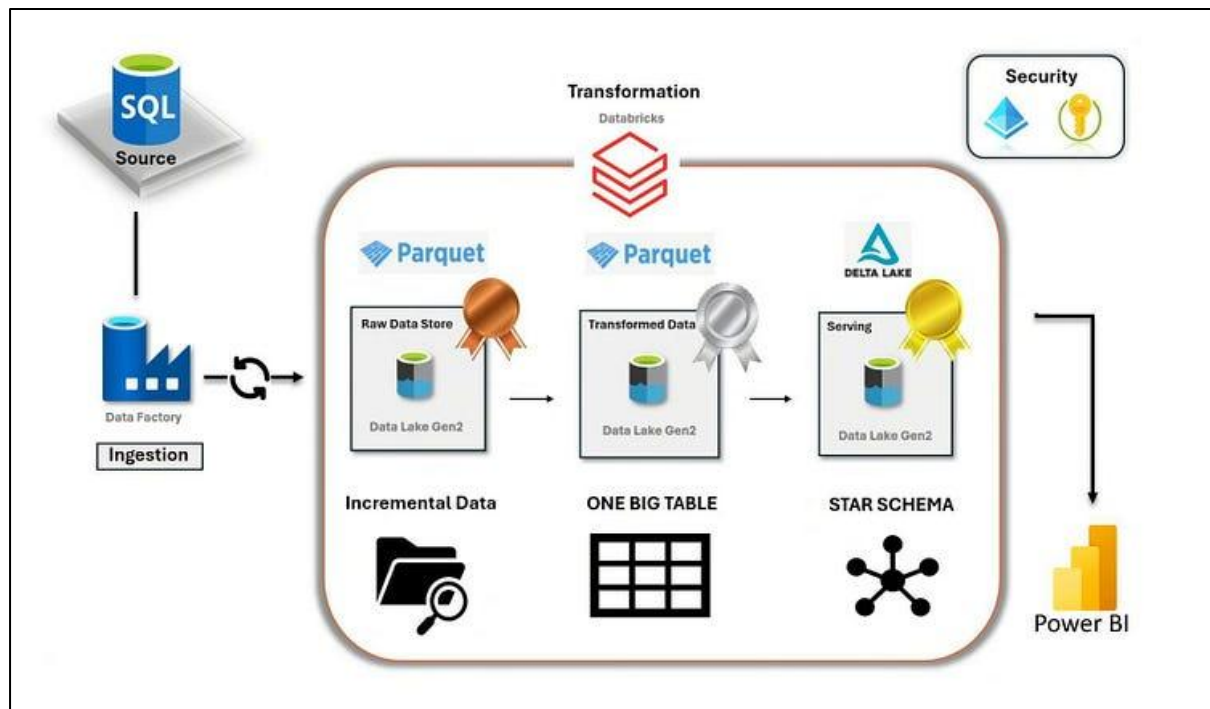 SQL
Source
Data Factory
Ingestion
Transformation
Databricks
Security
Parquet
Raw Data Store
Data Lake Gen2
Incremental Data
Parquet
Transformed Data
Data Lake Gen2
ONE BIG TABLE
DELTA LAKE
Serving
Data Lake Gen2
STAR SCHEMA
Power BI